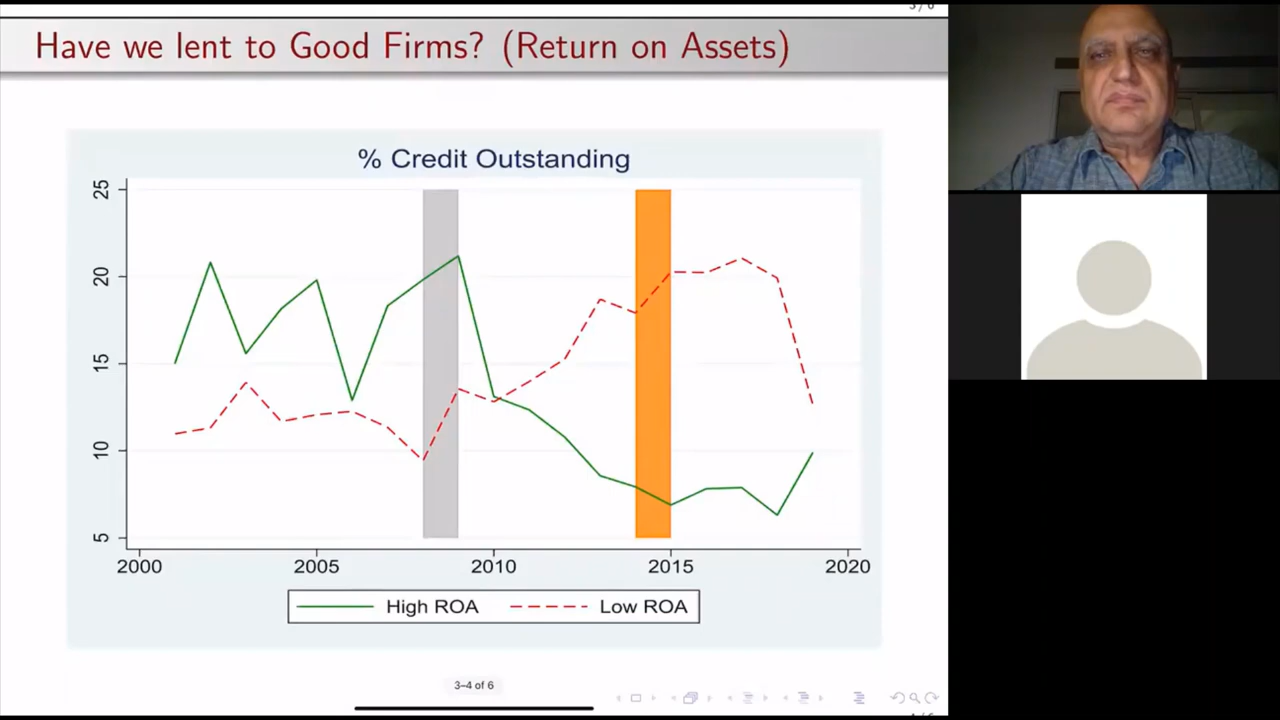 Have we lent to Good Firms? (Return on Assets)
% Credit Outstanding
25
20
15
10
5
2000 2005 2010 2015 2020
High ROA Low ROA
3–4 of 6